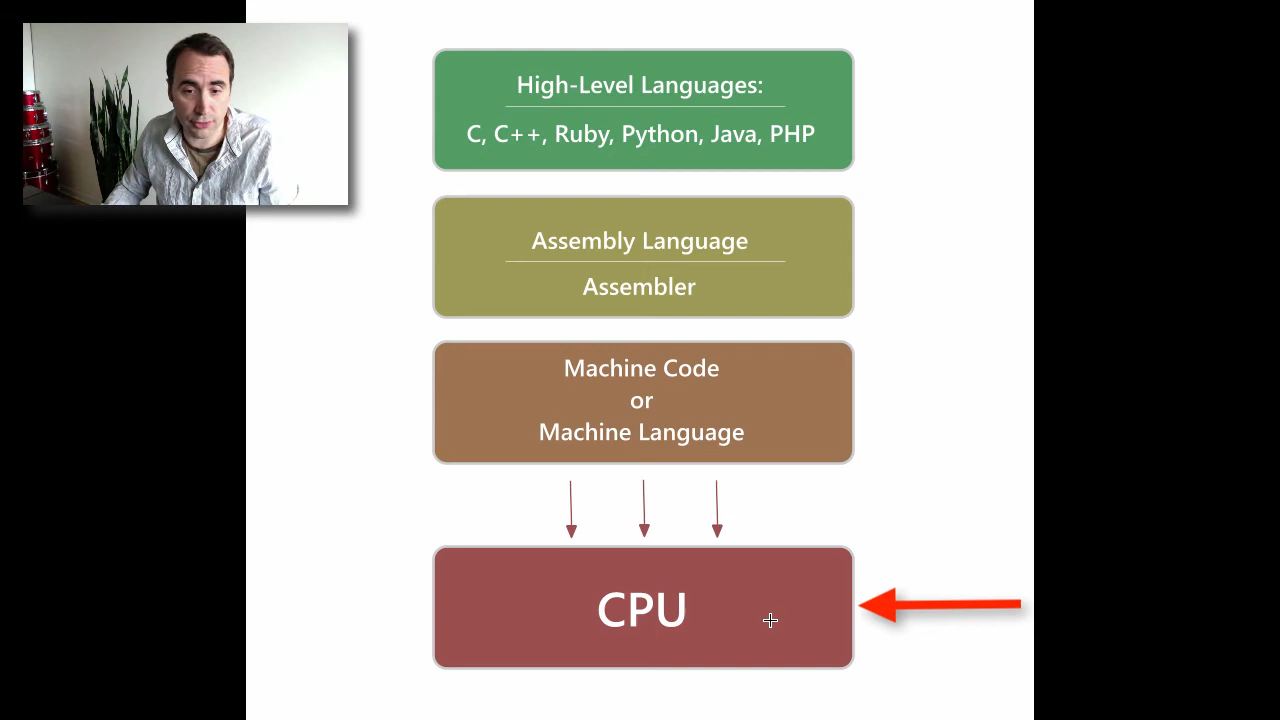 High-Level Languages:
C, C++, Ruby, Python, Java, PHP
Assembly Language
Assembler
Machine Code
or
Machine Language
CPU